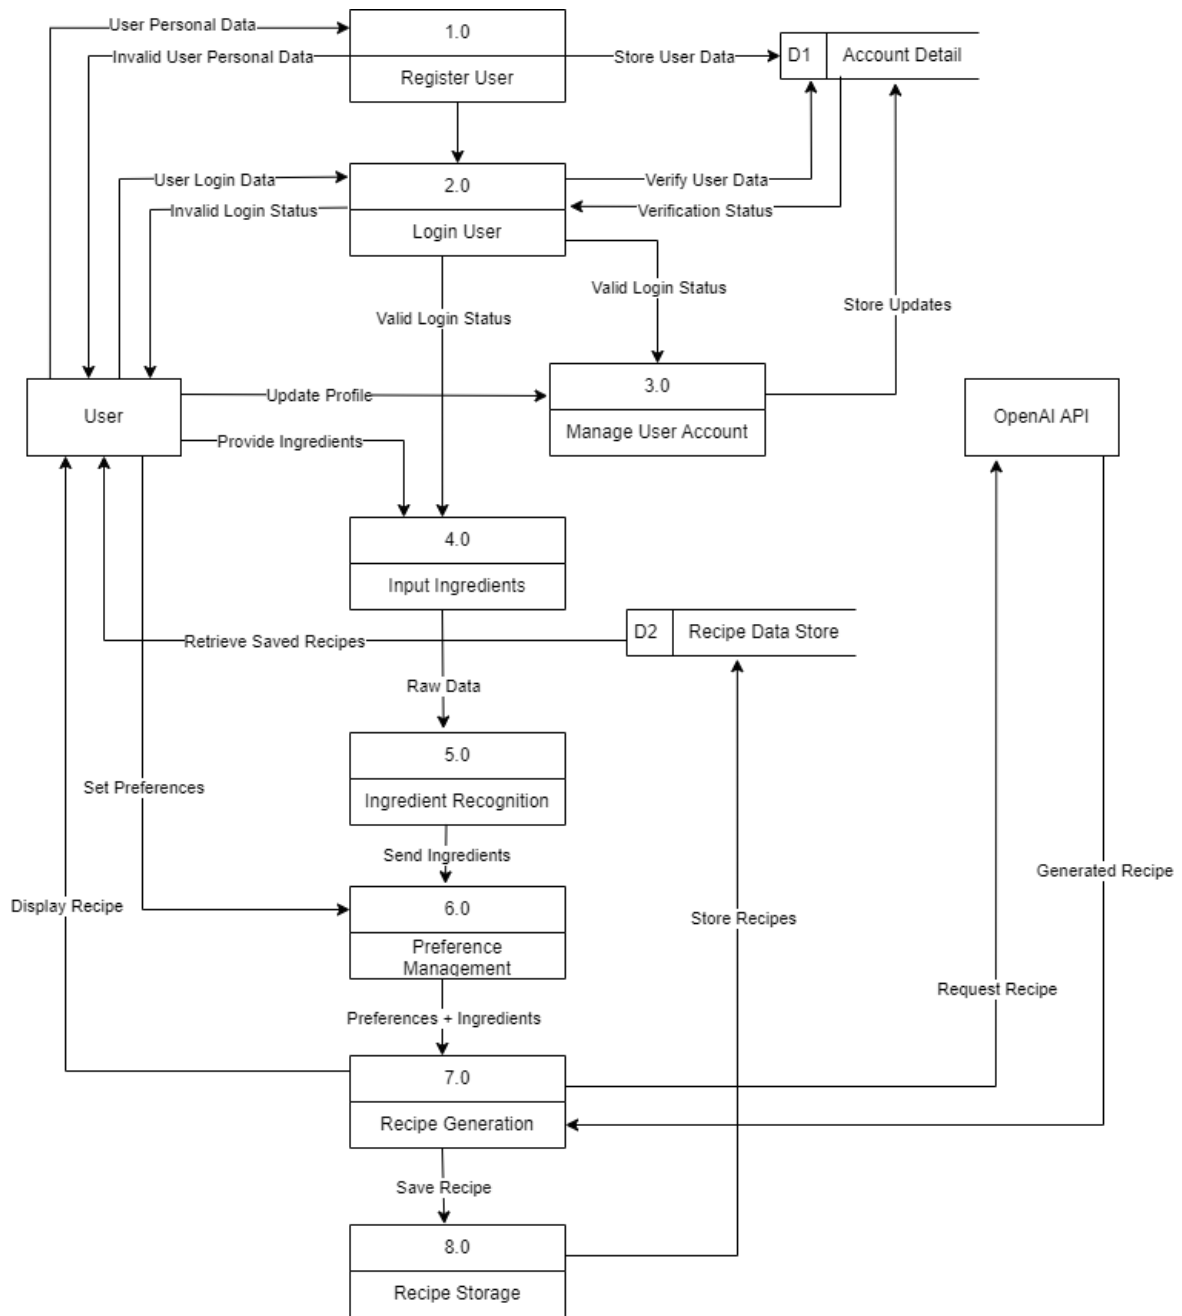 User Personal Data
1.0
Invalid User Personal Data
Store User Data
D1
Account Detail
Register User
User Login Data
2.0
Verify User Data
Invalid Login Status
Verification Status
Login User
Valid Login Status
Valid Login Status
Store Updates
3.0
Update Profile
User
OpenAI API
Manage User Account
Provide Ingredients
4.0
Input Ingredients
D2
Recipe Data Store
Retrieve Saved Recipes
Raw Data
5.0
Set Preferences
Ingredient Recognition
Send Ingredients
Generated Recipe
Display Recipe
6.0
Store Recipes
Preference
Management
Request Recipe
Preferences + Ingredients
7.0
Recipe Generation
Save Recipe
8.0
Recipe Storage